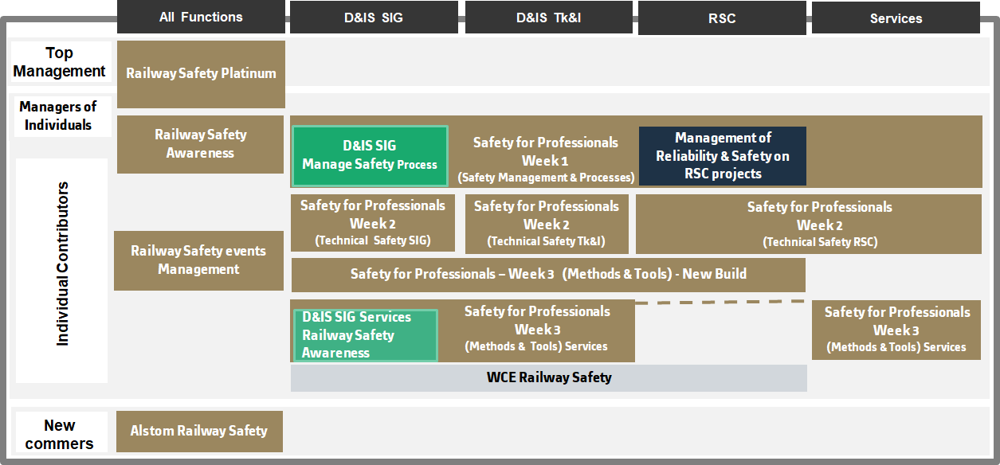 All Functions
D&IS SIG
D&IS Tk&I
RSC
Services
Top
Management
Railway Safety Platinum
Managers of
Individuals
Railway Safety
Awareness
D&IS SIG
Manage Safety Process
Safety for Professionals
Week 1
(Safety Management & Processes)
Management of
Reliability & Safety on
RSC projects
Individual Contributors
Safety for Professionals
Week 2
(Technical Safety SIG)
Safety for Professionals
Week 2
(Technical Safety Tk&I)
Safety for Professionals
Week 2
(Technical Safety RSC)
Railway Safety events
Management
Safety for Professionals – Week 3 (Methods & Tools) - New Build
D&IS SIG Services
Railway Safety
Awareness
Safety for Professionals
Week 3
(Methods & Tools) Services
Safety for Professionals
Week 3
(Methods & Tools) Services
WCE Railway Safety
New
commers
Alstom Railway Safety